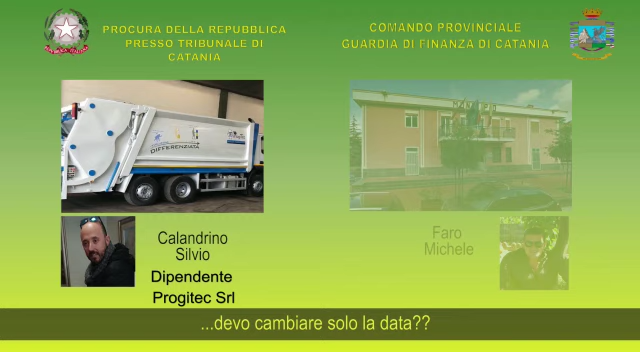 PROCURA DELLA REPUBBLICA
PRESSO TRIBUNALE DI
CATANIA
COMANDO PROVINCIALE
GUARDIA DI FINANZA DI CATANIA
DIFFERENZIATA
Calandrino
Silvio
Dipendente
Progitec Srl
Faro
Michele
...devo cambiare solo la data??